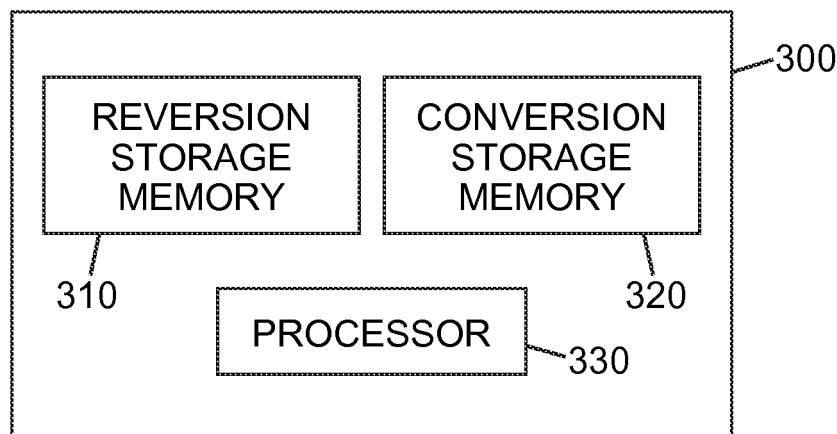 300
REVERSION
STORAGE
MEMORY
CONVERSION
STORAGE
MEMORY
310
320
PROCESSOR
330